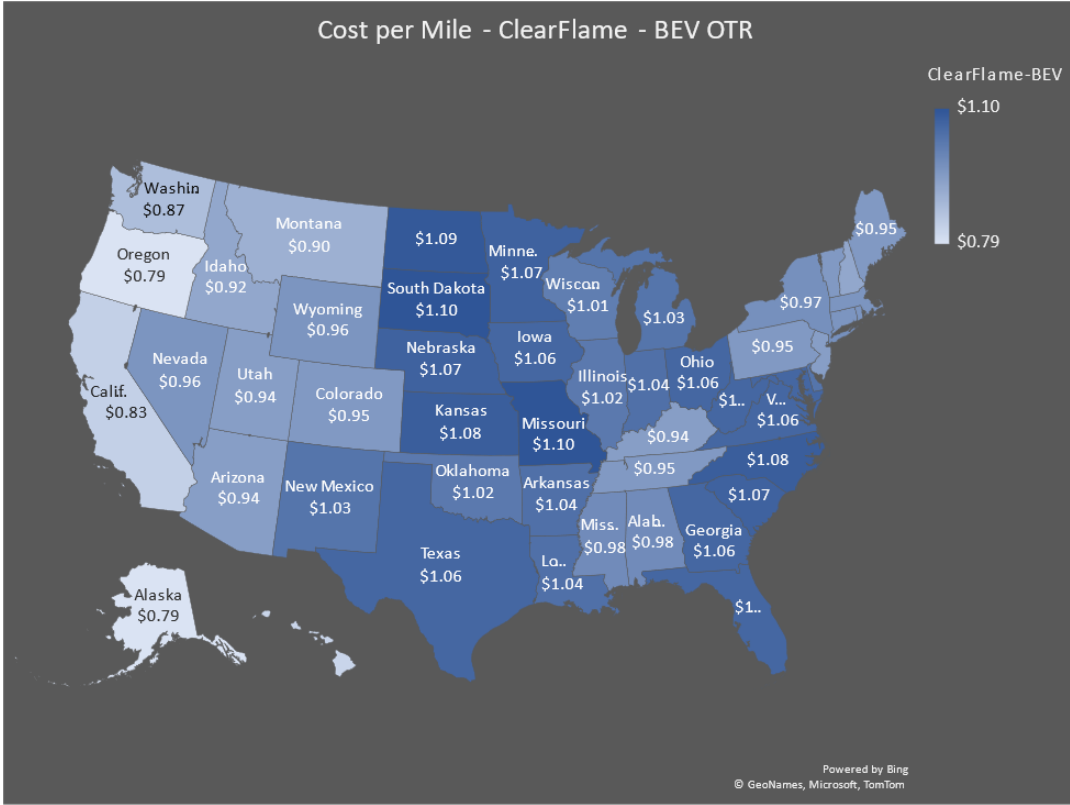 Cost per Mile - ClearFlame - BEV OTR
ClearFlame-BEV
$1.10
$0.79
Washin..
$0.87
Oregon
$0.79
Calif.
$0.83
Idaho
$0.92
Montana
$0.90
Wyoming
$0.96
Nevada
$0.96
Utah
$0.94
Colorado
$0.95
Arizona
$0.94
New Mexico
$1.03
$1.09
South Dakota
$1.10
Nebraska
$1.07
Kansas
$1.08
Oklahoma
$1.02
Texas
$1.06
Minne..
$1.07
Iowa
$1.06
Missouri
$1.10
Arkansas
$1.04
Lo...
$1.04
Wiscon..
$1.01
Illinois
$1.02
$1.03
$1.04
Ohio
$1.06
$0.94
$0.95
Miss..
$0.98
Alab..
$0.98
Georgia
$1.06
$1..
$1.07
$1.08
V...
$1.06
$1..
$0.95
$0.97
$0.95
Alaska
$0.79
Powered by Bing
© GeoNames, Microsoft, TomTom